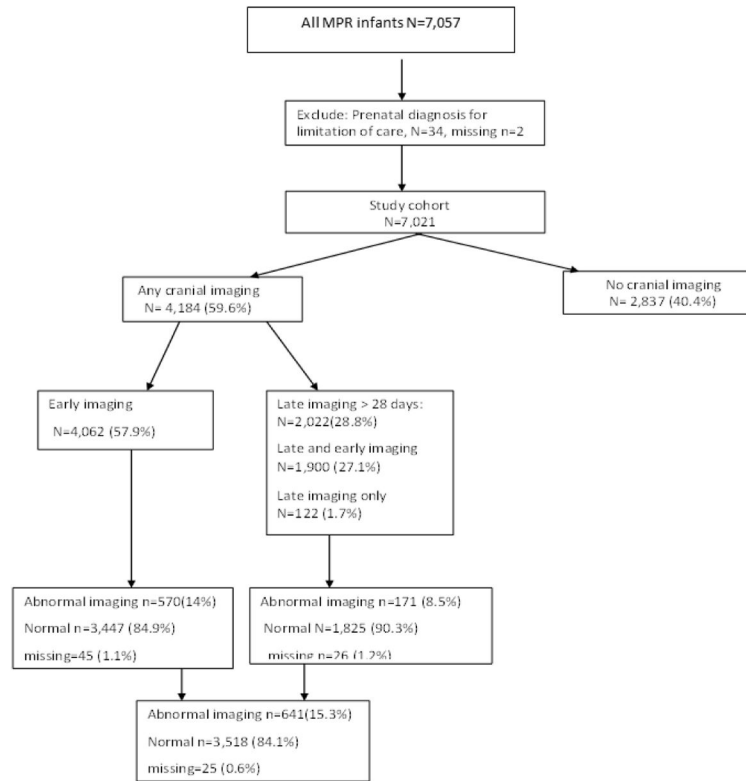 All MPR infants N=7,057
Exclude: Prenatal diagnosis for
limitation of care, N=34, missing n=2
Study cohort
N=7,021
Any cranial imaging
N= 4,184 (59.6%)
No cranial imaging
N= 2,837 (40.4%)
Early imaging
N=4,062 (57.9%)
Late imaging > 28 days:
N=2,022(28.8%)
Late and early imaging
N=1,900 (27.1%)
Late imaging only
N=122 (1.7%)
Abnormal imaging n=570(14%)
Normal n=3,447 (84.9%)
missing=45 (1.1%)
Abnormal imaging n=171 (8.5%)
Normal N=1,825 (90.3%)
missing n=26 (1.2%)
Abnormal imaging n=641(15.3%)
Normal n=3,518 (84.1%)
missing=25 (0.6%)